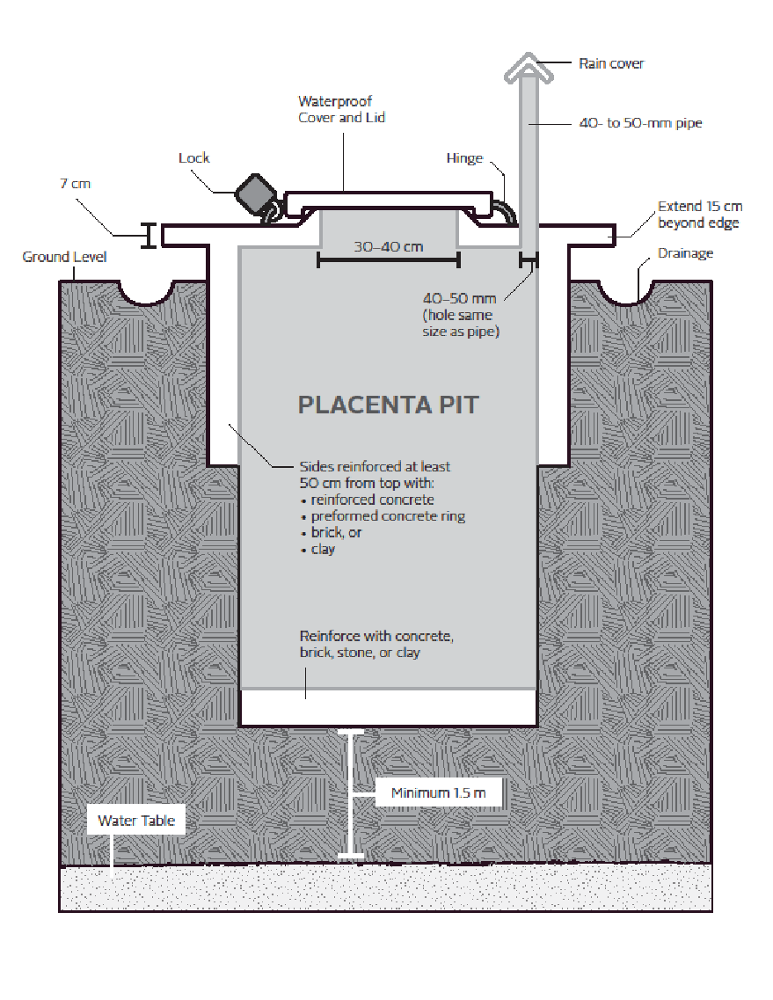 Rain cover
Waterproof
Cover and Lid
40- to 50-mm pipe
Lock
Hinge
7 cm
Extend 15 cm
beyond edge
Ground Level
30–40 cm
Drainage
40–50 mm
(hole same
size as pipe)
PLACENTA PIT
Sides reinforced at least
50 cm from top with:
• reinforced concrete
• preformed concrete ring
• brick, or
• clay
Reinforce with concrete,
brick, stone, or clay
Minimum 1.5 m
Water Table